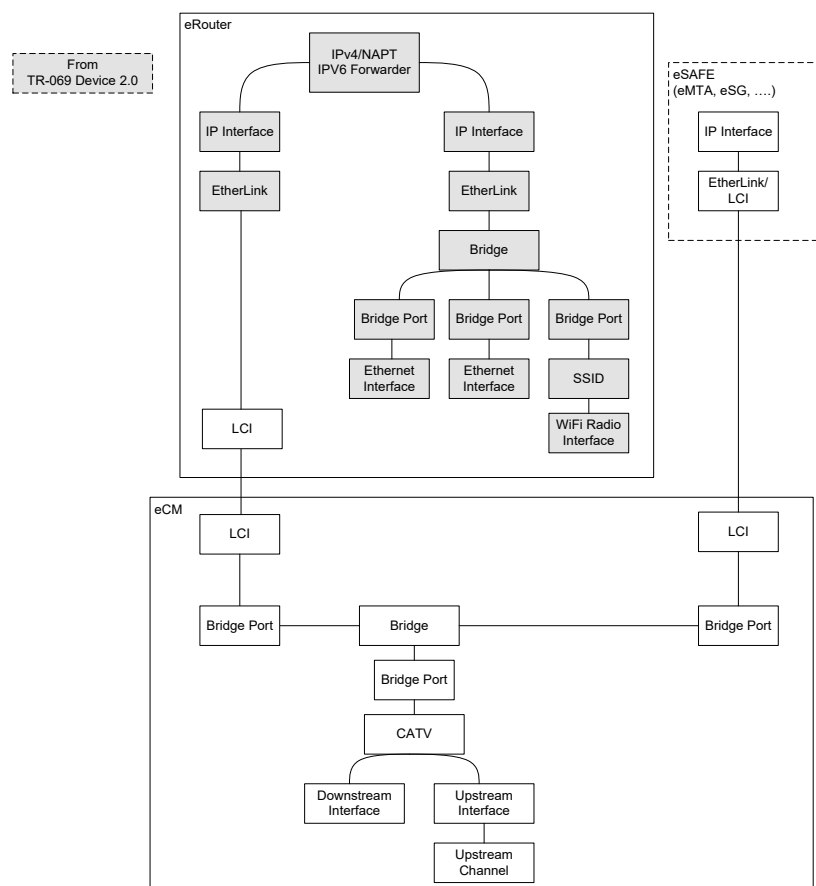 eRouter
IPv4/NAPT
IPV6 Forwarder
From
TR-069 Device 2.0
eSAFE
(eMTA, eSG, ....)
IP Interface
IP Interface
IP Interface
EtherLink
EtherLink
EtherLink/
LCI
Bridge
Bridge Port
Bridge Port
Bridge Port
Ethernet
Interface
Ethernet
Interface
SSID
WiFi Radio
Interface
LCI
eCM
LCI
LCI
Bridge Port
Bridge
Bridge Port
Bridge Port
CATV
Downstream
Interface
Upstream
Interface
Upstream
Channel